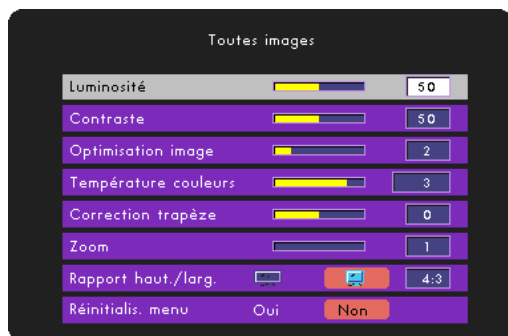 Toutes images
Luminosité 50
Contraste 50
Optimisation image 2
Température couleurs 3
Correction trapèze 0
Zoom 1
Rapport haut./larg. 4:3
Réinitialis. menu Oui Non